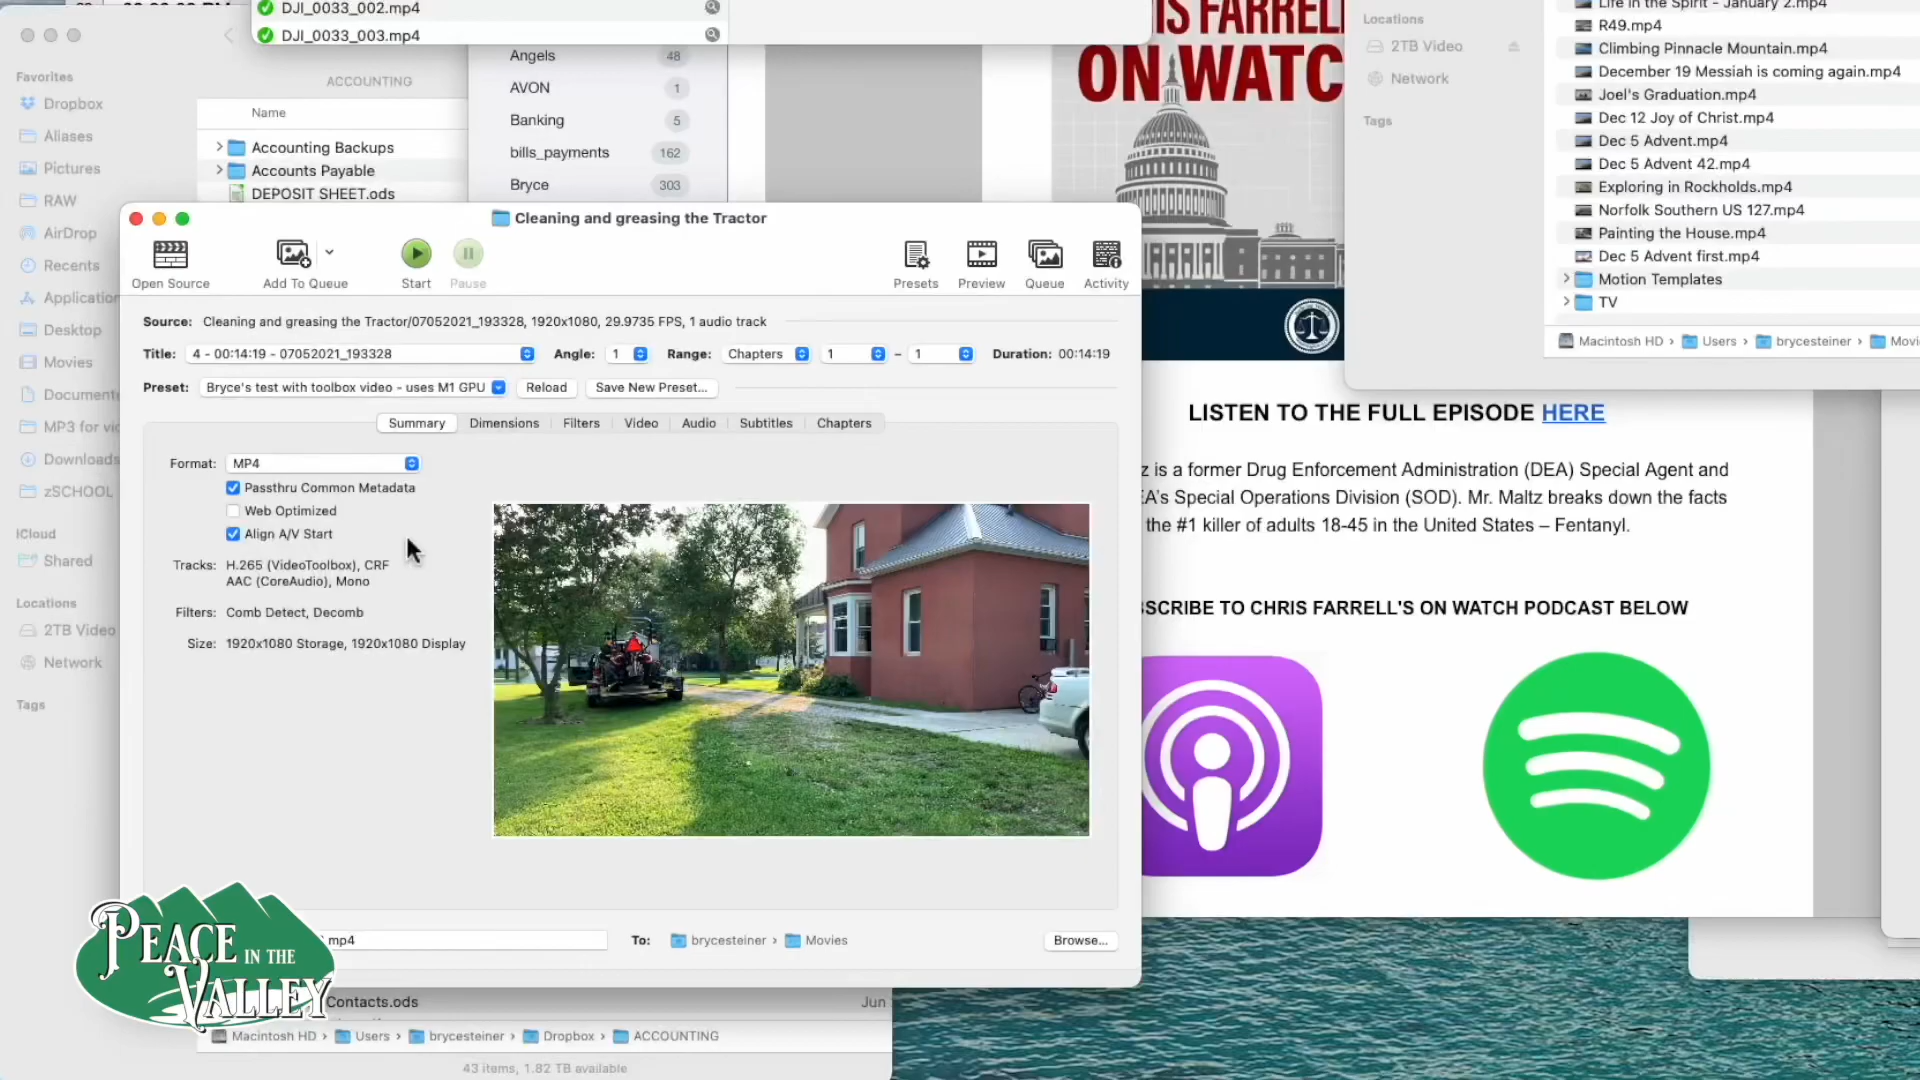 DJI_0033_002.mp4
DJI_0033_003.mp4
Favorites
Dropbox
Aliases
Pictures
RAW
AirDrop
Recents
Desktop
Movies
MP3 for
Downloads
zSCHOOL
iCloud
Shared
Locations
2TB Video
Network
Tags
ACCOUNTING
Name
Accounting Backups
Accounts Payable
DEPOSIT SHEET.ods
Angels 48
AVON 1
Banking 5
bills_payments 162
Bryce 303
IS FARRELL
ON WATC
Locations
2TB Video
Network
Tags
Life in the Spirit - January 2.mp4
R49.mp4
Climbing Pinnacle Mountain.mp4
December 19 Messiah is coming again.mp4
Joel's Graduation.mp4
Dec 12 Joy of Christ.mp4
Dec 5 Advent.mp4
Dec 5 Advent 42.mp4
Exploring in Rockholds.mp4
Norfolk Southern US 127.mp4
Painting the House.mp4
Dec 5 Advent first.mp4
Motion Templates
TV
Macintosh HD › Users › brycesteiner › Movi
Cleaning and greasing the Tractor
Open Source Add To Queue Start Pause Presets Preview Queue Activity
Source: Cleaning and greasing the Tractor/07052021_193328, 1920x1080, 29.9735 FPS, 1 audio track
Title: 4 - 00:14:19 - 07052021_193328 Angle: 1 Range: Chapters 1 – 1 Duration: 00:14:19
Preset: Bryce's test with toolbox video - uses M1 GPU Reload Save New Preset...
Summary Dimensions Filters Video Audio Subtitles Chapters
Format: MP4
Passthru Common Metadata
Web Optimized
Align A/V Start
Tracks: H.265 (VideoToolbox), CRF
AAC (CoreAudio), Mono
Filters: Comb Detect, Decomb
Size: 1920x1080 Storage, 1920x1080 Display
.mp4 To: brycesteiner › Movies Browse...
LISTEN TO THE FULL EPISODE HERE
z is a former Drug Enforcement Administration (DEA) Special Agent and
EA's Special Operations Division (SOD). Mr. Maltz breaks down the facts
the #1 killer of adults 18-45 in the United States – Fentanyl.
SCRIBE TO CHRIS FARRELL'S ON WATCH PODCAST BELOW
PEACE IN THE VALLEY
Contacts.ods Jun
Macintosh HD › Users › brycesteiner › Dropbox › ACCOUNTING
43 items, 1.82 TB available